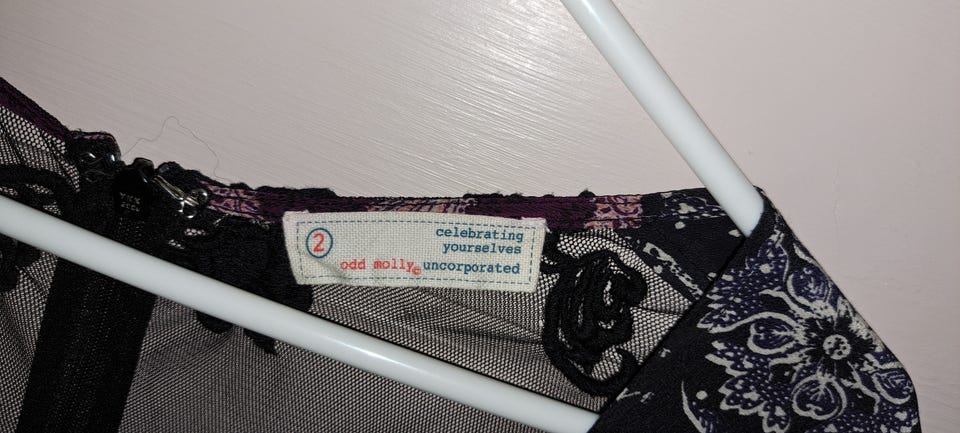 2
celebrating
yourselves
odd molly© uncorporated